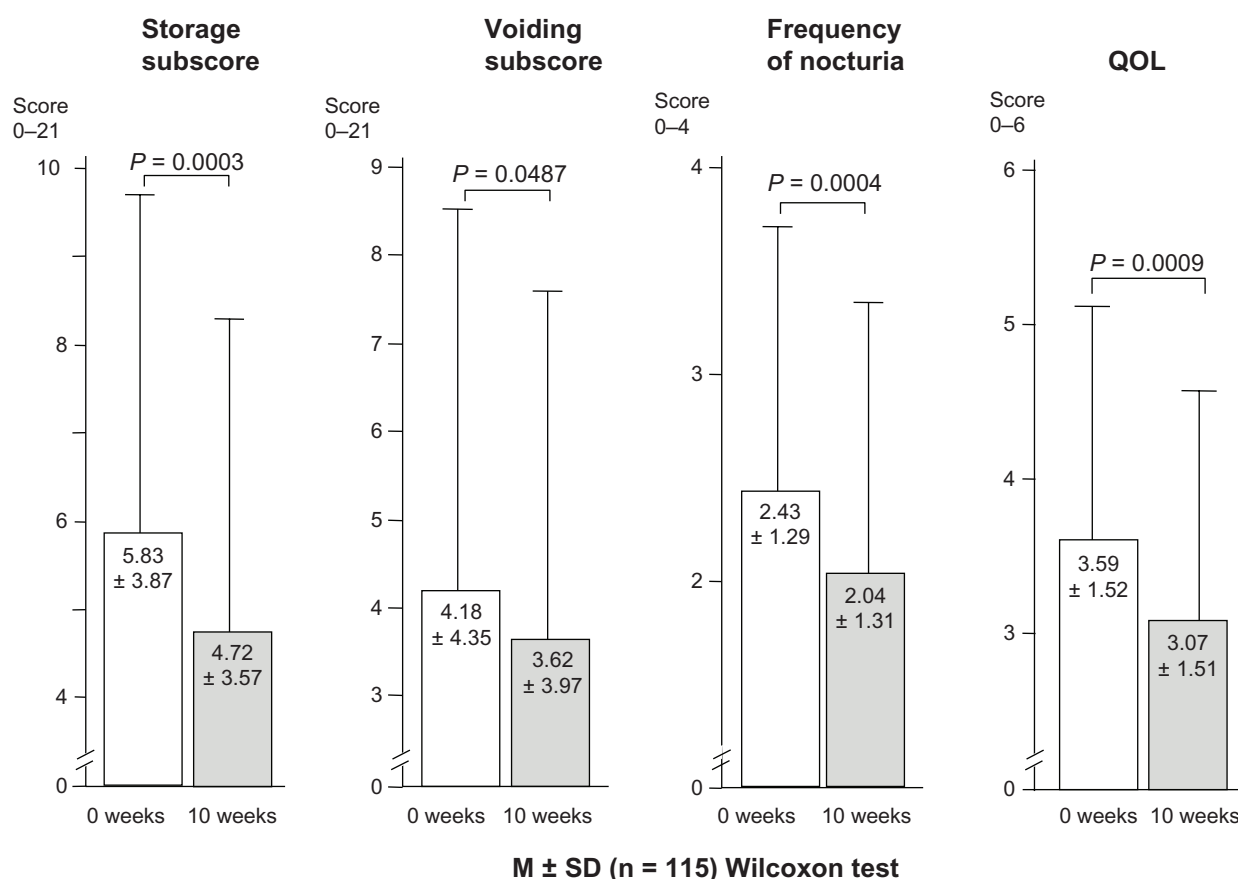 Storage
subscore
Score
0–21
10
8
6
4
0
P = 0.0003
5.83
± 3.87
4.72
± 3.57
0 weeks
10 weeks
Voiding
subscore
Score
0–21
9
8
7
6
5
4
3
0
P = 0.0487
4.18
± 4.35
3.62
± 3.97
0 weeks
10 weeks
Frequency
of nocturia
Score
0–4
4
3
2
0
P = 0.0004
2.43
± 1.29
2.04
± 1.31
0 weeks
10 weeks
QOL
Score
0–6
6
5
4
3
0
P = 0.0009
3.59
± 1.52
3.07
± 1.51
0 weeks
10 weeks
M ± SD (n = 115) Wilcoxon test